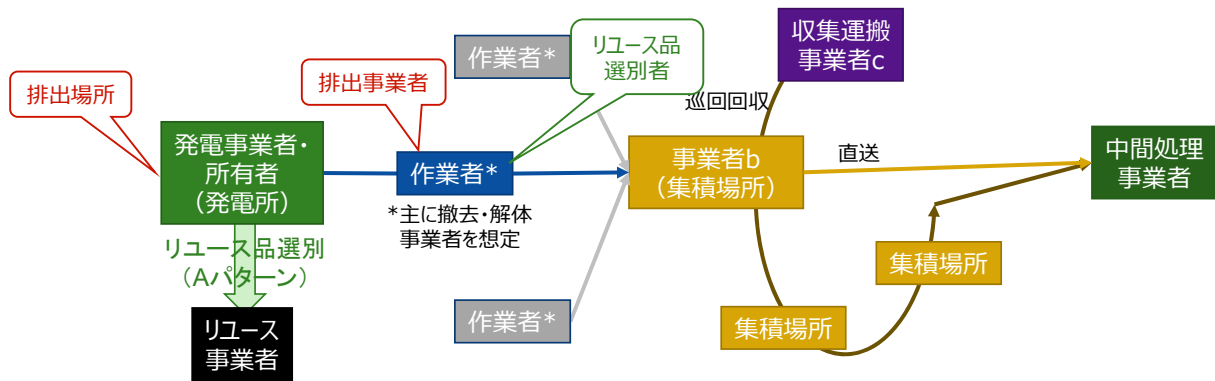 排出場所
発電事業者・
所有者
（発電所）
リユース品選別
（Aパターン）
リユース
事業者
排出事業者
作業者*
*主に撤去・解体
事業者を想定
作業者*
リユース品
選別者
作業者*
収集運搬
事業者c
巡回回収
事業者b
（集積場所）
直送
集積場所
集積場所
中間処理
事業者